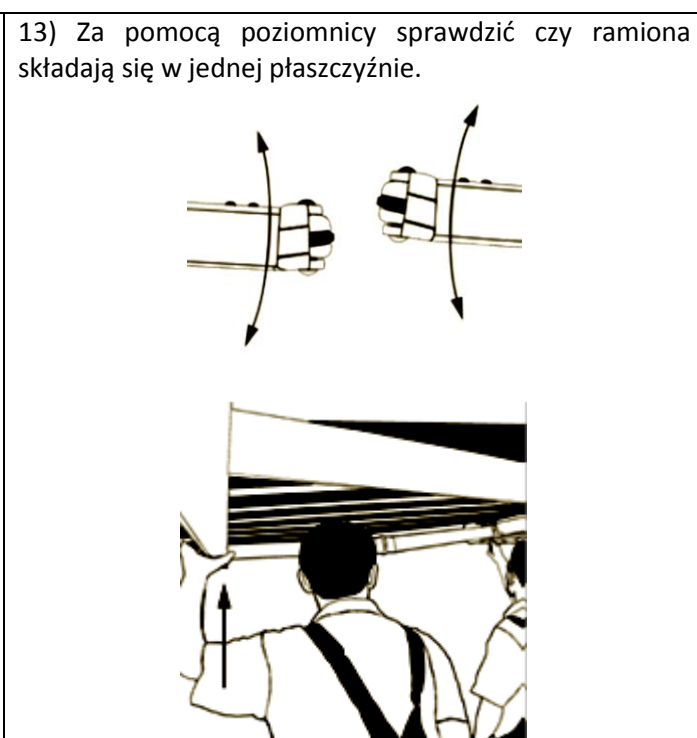 13) Za pomocą poziomnicy sprawdzić czy ramiona
składają się w jednej płaszczyźnie.